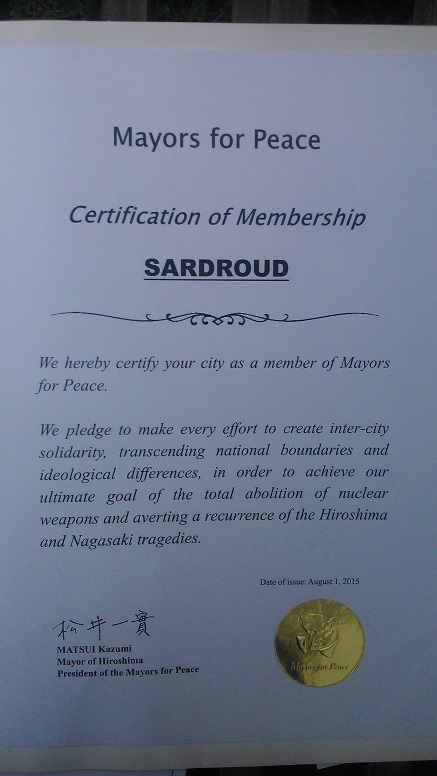 Mayors for Peace
Certification of Membership
SARDROUD
We hereby certify your city as a member of Mayors
for Peace.
We pledge to make every effort to create inter-city
solidarity, transcending national boundaries and
ideological differences, in order to achieve our
ultimate goal of the total abolition of nuclear
weapons and averting a recurrence of the Hiroshima
and Nagasaki tragedies.
Date of issue: August 1, 2015
松井一實
MATSUI Kazumi
Mayor of Hiroshima
President of the Mayors for Peace
Mayors for Peace